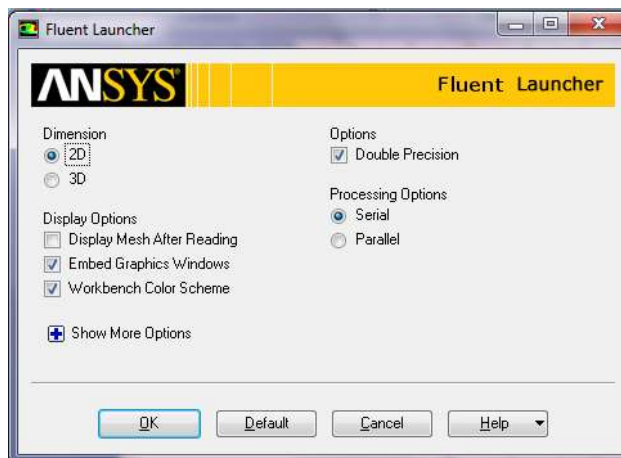 Fluent Launcher
ANSYS Fluent Launcher
Dimension
2D
3D
Display Options
Display Mesh After Reading
Embed Graphics Windows
Workbench Color Scheme
Show More Options
Options
Double Precision
Processing Options
Serial
Parallel
OK Default Cancel Help